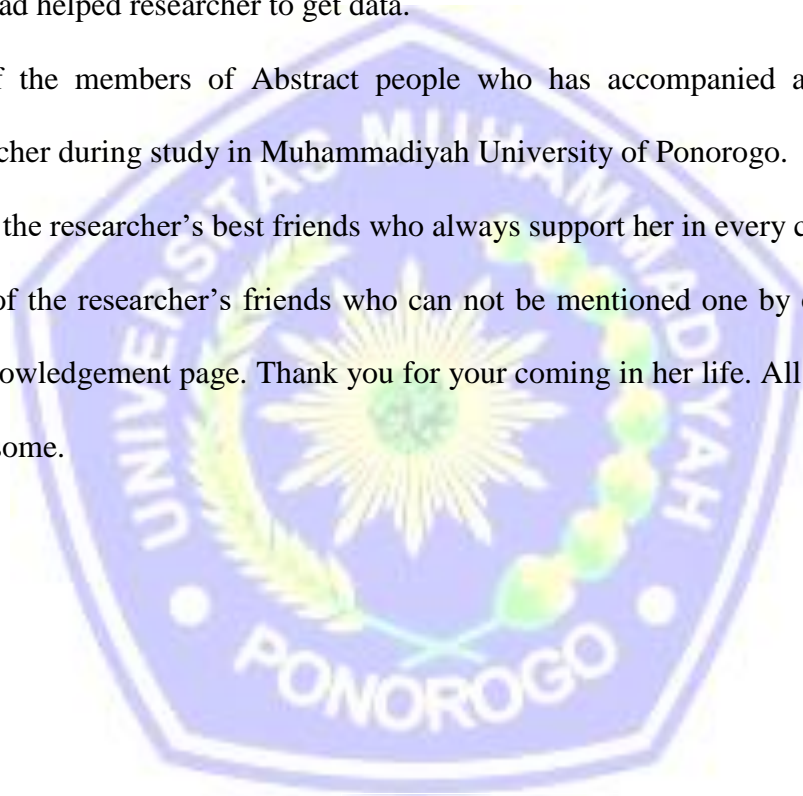 ad helped researcher to get data.
f the members of Abstract people who has accompanied a
cher during study in Muhammadiyah University of Ponorogo.
the researcher's best friends who always support her in every c
of the researcher's friends who can not be mentioned one by
owledgement page. Thank you for your coming in her life. All
some.
UNIVERSITAS MUHAMMADIYAH
PONOROGO